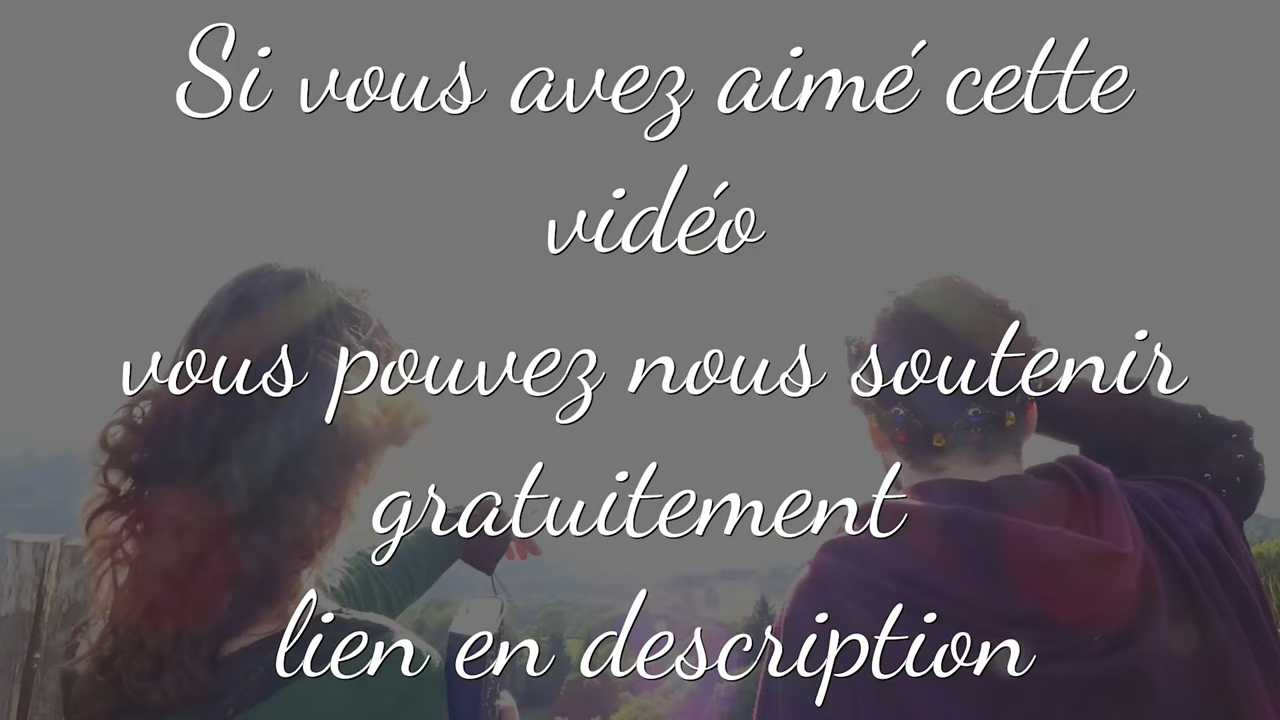 Si vous avez aimé cette
vidéo
vous pouvez nous soutenir
gratuitement
lien en description